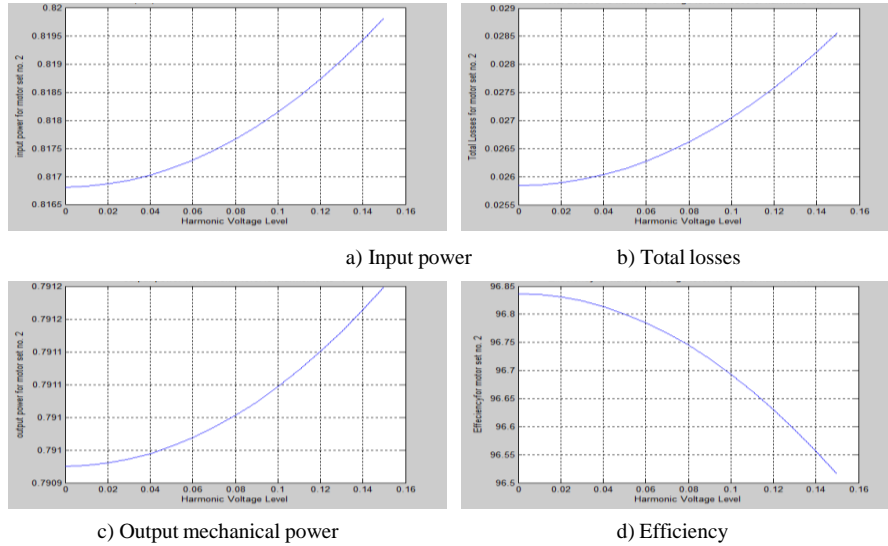 0.82
0.8195
0.819
0.8185
0.818
0.8175
0.817
0.8165
input power for motor set no. 2
0 0.02 0.04 0.06 0.08 0.1 0.12 0.14 0.16
Harmonic Voltage Level
0.029
0.0285
0.028
0.0275
0.027
0.0265
0.026
0.0255
Total Losses for motor set no. 2
0 0.02 0.04 0.06 0.08 0.1 0.12 0.14 0.16
Harmonic Voltage Level
a) Input power
b) Total losses
0.7912
0.7912
0.7911
0.7911
0.791
0.791
0.7909
output power for motor set no. 2
0 0.02 0.04 0.06 0.08 0.1 0.12 0.14 0.16
Harmonic Voltage Level
96.85
96.8
96.75
96.7
96.65
96.6
96.55
96.5
Effeciencyfor motor set no. 2
0 0.02 0.04 0.06 0.08 0.1 0.12 0.14 0.16
Harmonic Voltage Level
c) Output mechanical power
d) Efficiency